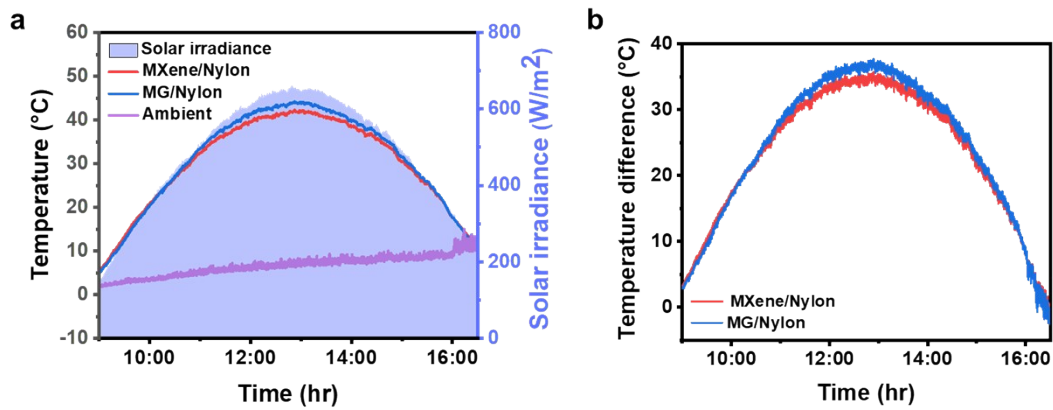 a
60
50
40
30
20
10
0
-10
Temperature (°C)
Solar irradiance
MXene/Nylon
MG/Nylon
Ambient
800
600
400
200
0
Solar irradiance (W/m²)
10:00 12:00 14:00 16:00
Time (hr)
b
40
30
20
10
0
Temperature difference (°C)
MXene/Nylon
MG/Nylon
10:00 12:00 14:00 16:00
Time (hr)